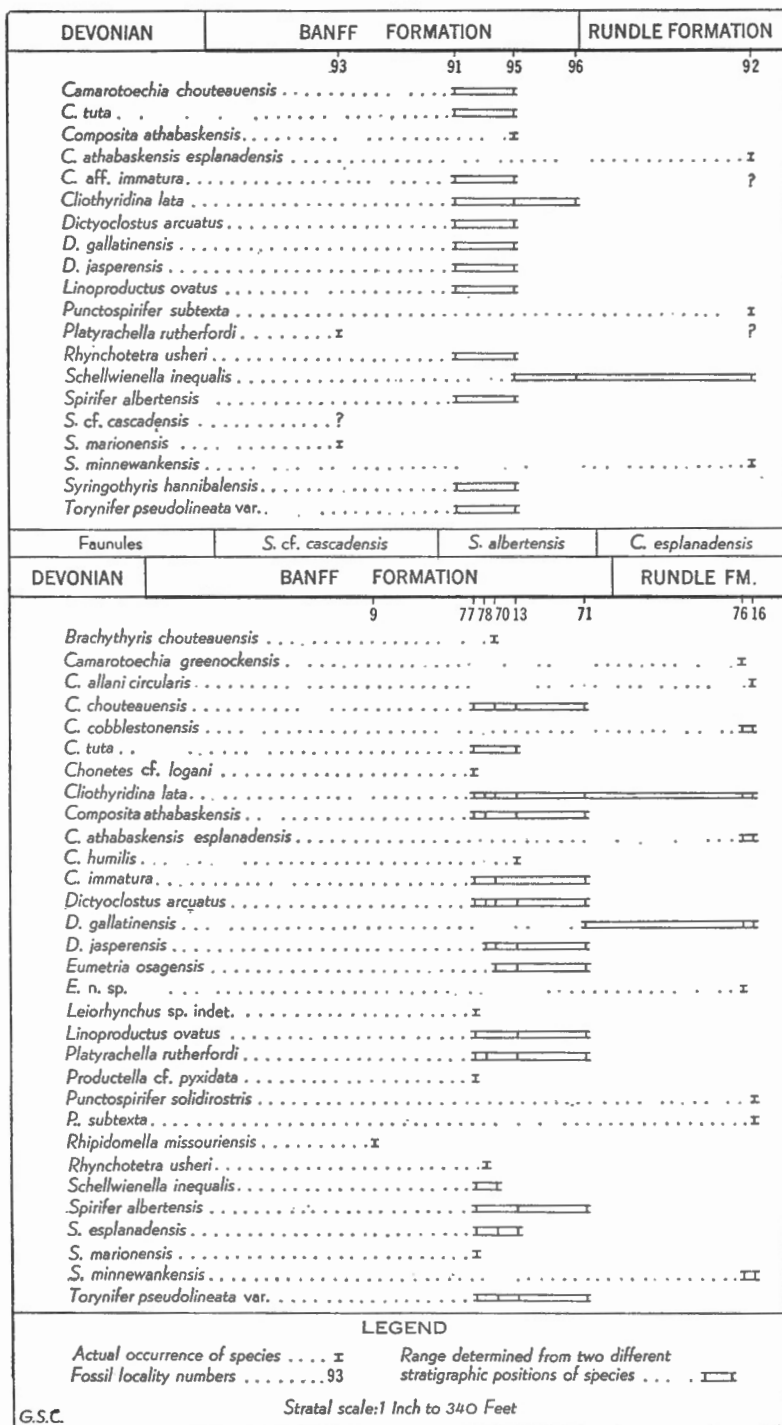 DEVONIAN BANFF FORMATION RUNDLE FORMATION
.93 91 95 96 92
Camarotoechia chouteauensis
C. tuta
Composita athabaskensis
C. athabaskensis esplanadensis
C. aff. immatura ?
Cliothyridina lata
Dictyoclostus arcuatus
D. gallatinensis
D. jasperensis
Linoproductus ovatus
Punctospirifer subtexta
Platyrachella rutherfordi ?
Rhynchotetra usheri
Schellwienella inequalis
Spirifer albertensis
S. cf. cascadensis ?
S. marionensis
S. minnewankensis
Syringothyris hannibalensis
Torynifer pseudolineata var.
Faunules S. cf. cascadensis S. albertensis C. esplanadensis
DEVONIAN BANFF FORMATION RUNDLE FM.
9 77 78 70 13 71 76 16
Brachythyris chouteauensis
Camarotoechia greenockensis
C. allani circularis
C. chouteauensis
C. cobblestonensis
C. tuta
Chonetes cf. logani
Cliothyridina lata
Composita athabaskensis
C. athabaskensis esplanadensis
C. humilis
C. immatura
Dictyoclostus arcuatus
D. gallatinensis
D. jasperensis
Eumetria osagensis
E. n. sp.
Leiorhynchus sp. indet.
Linoproductus ovatus
Platyrachella rutherfordi
Productella cf. pyxidata
Punctospirifer solidirostris
P. subtexta
Rhipidomella missouriensis
Rhynchotetra usheri
Schellwienella inequalis
Spirifer albertensis
S. esplanadensis
S. marionensis
S. minnewankensis
Torynifer pseudolineata var.
LEGEND
Actual occurrence of species .... I
Fossil locality numbers ........ 93
Range determined from two different
stratigraphic positions of species
Stratal scale: 1 Inch to 340 Feet
G.S.C.